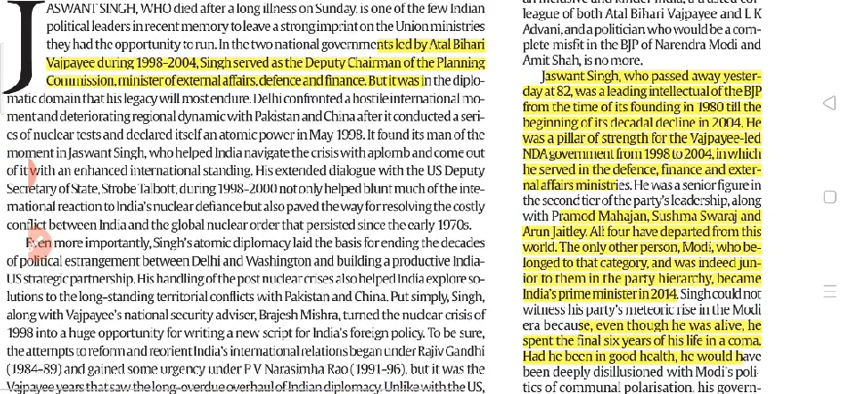 JASWANT SINGH, WHO died after a long illness on Sunday, is one of the few Indian
political leaders in recent memory to leave a strong imprint on the Union ministries
they had the opportunity to run. In the two national governments led by Atal Bihari
Vajpayee during 1998-2004, Singh served as the Deputy Chairman of the Planning
Commission, minister of external affairs, defence and finance. But it was in the diplo-
matic domain that his legacy will most endure. Delhi confronted a hostile international mo-
ment and deteriorating regional dynamic with Pakistan and China after it conducted a seri-
es of nuclear tests and declared itself an atomic power in May 1998. It found its man of the
moment in Jaswant Singh, who helped India navigate the crisis with aplomb and come out
of it with an enhanced international standing. His extended dialogue with the US Deputy
Secretary of State, Strobe Talbott, during 1998-2000 not only helped blunt much of the inte-
rnational reaction to India's nuclear defiance but also paved the way for resolving the costly
conflict between India and the global nuclear order that persisted since the early 1970s.
Even more importantly, Singh's atomic diplomacy laid the basis for ending the decades
of political estrangement between Delhi and Washington and building a productive India-
US strategic partnership. His handling of the post nuclear crises also helped India explore so-
lutions to the long-standing territorial conflicts with Pakistan and China. Put simply, Singh,
along with Vajpayee's national security adviser, Brajesh Mishra, turned the nuclear crisis of
1998 into a huge opportunity for writing a new script for India's foreign policy. To be sure,
the attempts to reform and reorient India's international relations began under Rajiv Gandhi
(1984-89) and gained some urgency under P V Narasimha Rao (1991-96), but it was the
Vajpayee years that saw the long-overdue overhaul of Indian diplomacy. Unlike with the US,
league of both Atal Bihari Vajpayee and L K
Advani, and a politician who would be a com-
plete misfit in the BJP of Narendra Modi and
Amit Shah, is no more.
Jaswant Singh, who passed away yester-
day at 82, was a leading intellectual of the BJP
from the time of its founding in 1980 till the
beginning of its decadal decline in 2004. He
was a pillar of strength for the Vajpayee-led
NDA government from 1998 to 2004, in which
he served in the defence, finance and exter-
nal affairs ministries. He was a senior figure in
the second tier of the party's leadership, along
with Pramod Mahajan, Sushma Swaraj and
Arun Jaitley. All four have departed from this
world. The only other person, Modi, who be-
longed to that category, and was indeed jun-
ior to them in the party hierarchy, became
India's prime minister in 2014. Singh could not
witness his party's meteoric rise in the Modi
era because, even though he was alive, he
spent the final six years of his life in a coma.
Had he been in good health, he would have
been deeply disillusioned with Modi's poli-
tics of communal polarisation, his govern-